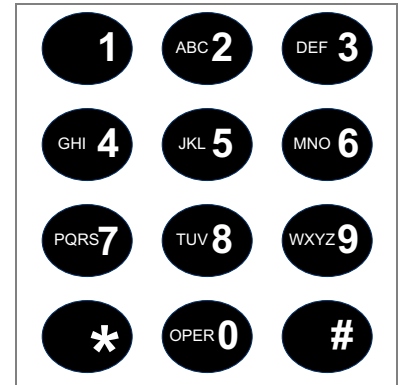 1 ABC 2 DEF 3
GHI 4 JKL 5 MNO 6
PQRS 7 TUV 8 WXYZ 9
* OPER 0 #